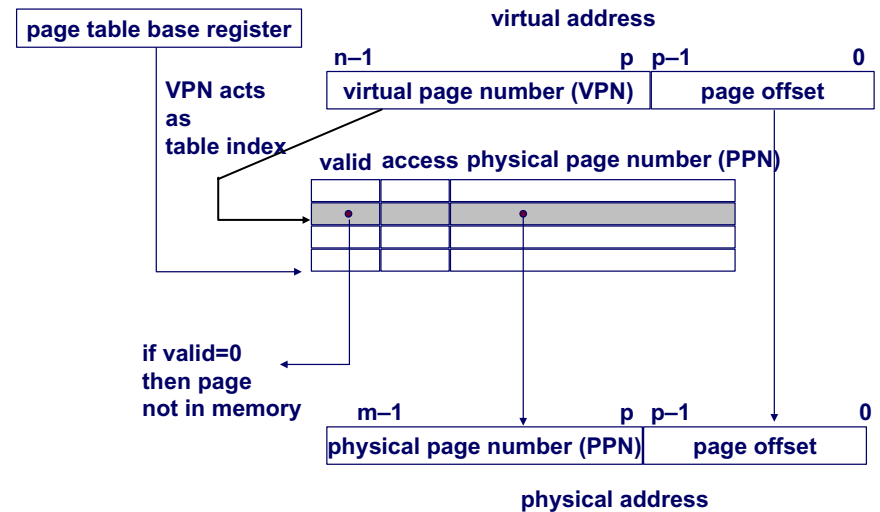 virtual address
page table base register
n–1 p p–1 0
virtual page number (VPN) page offset
VPN acts
as
table index
valid access physical page number (PPN)
if valid=0
then page
not in memory
m–1 p p–1 0
physical page number (PPN) page offset
physical address